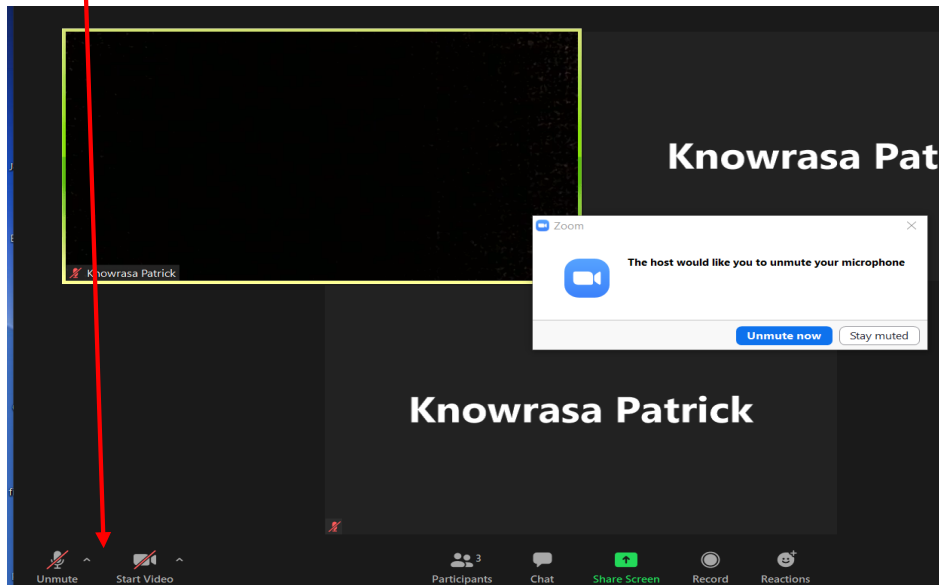 Knowrasa Pat
Zoom
The host would like you to unmute your microphone
Knowrasa Patrick
Unmute now
Stay muted
Knowrasa Patrick
3
Unmute
Start Video
Participants
Chat
Share Screen
Record
Reactions